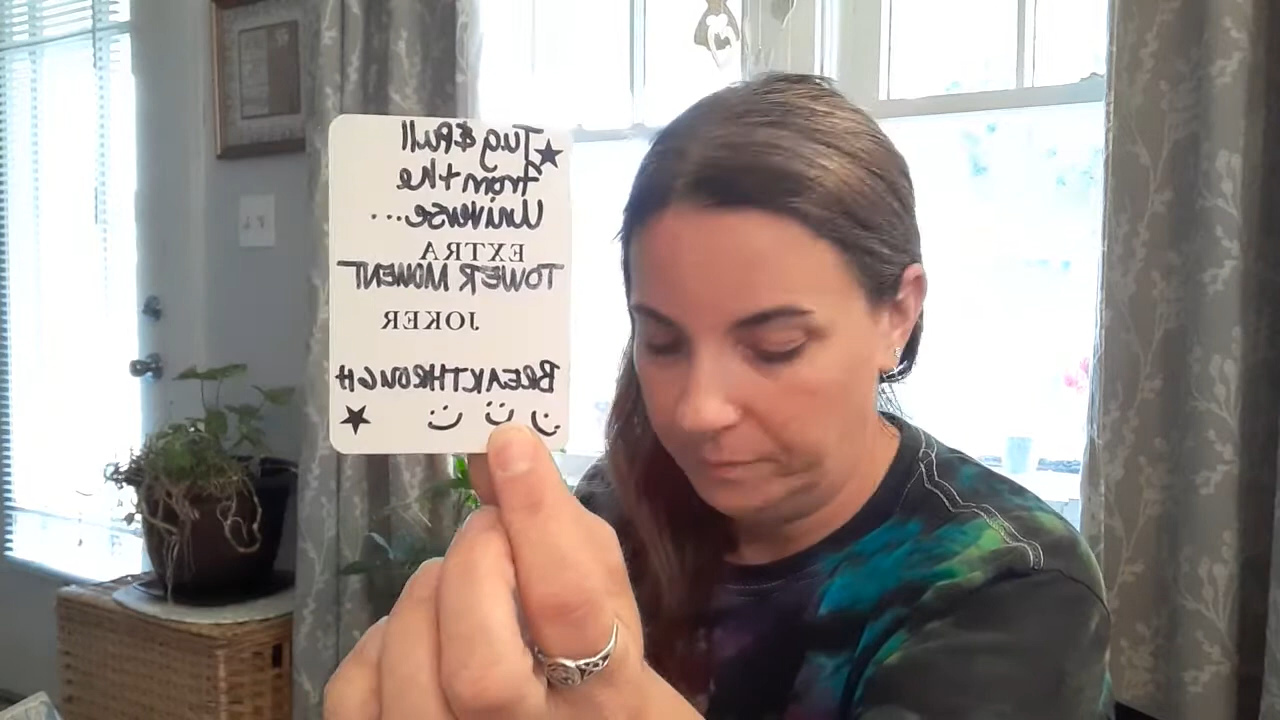 Tug & Pull
from the
Universe...
EXTRA
TOWER MOMENT
JOKER
BREAKTHROUGH